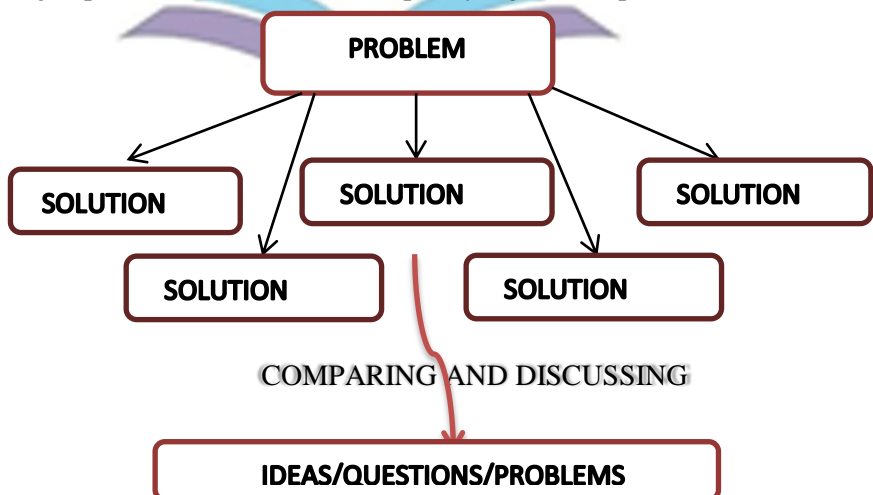 PROBLEM
SOLUTION
SOLUTION
SOLUTION
SOLUTION
SOLUTION
COMPARING AND DISCUSSING
IDEAS/QUESTIONS/PROBLEMS